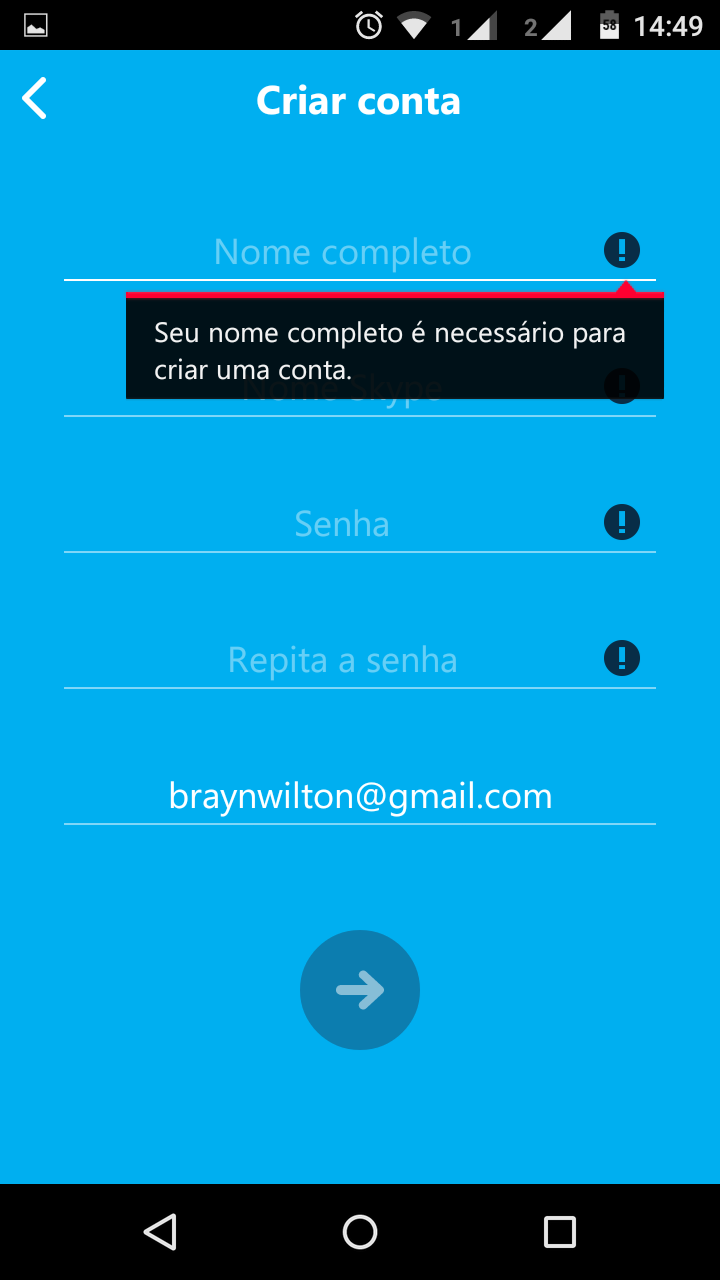 1 2 58 14:49
Criar conta
Nome completo
Seu nome completo é necessário para
criar uma conta.
Nome Skype
Senha
Repita a senha
braynwilton@gmail.com